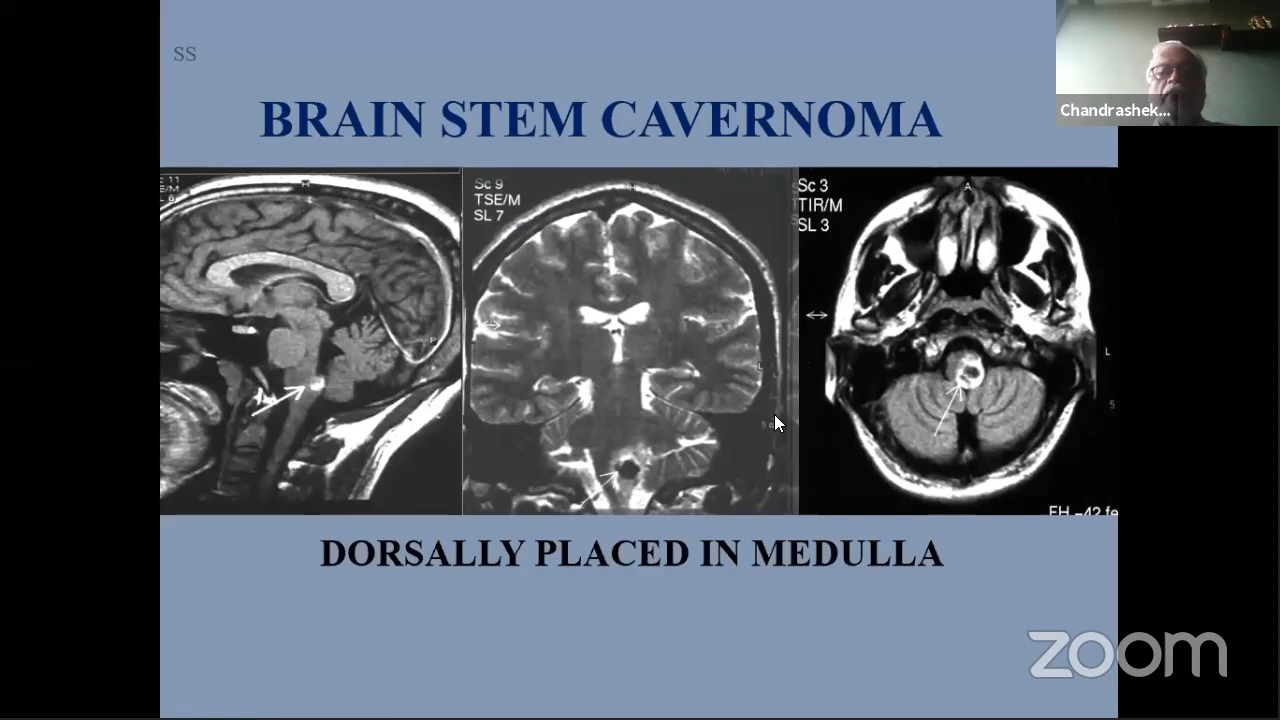 SS
Chandrashek...
BRAIN STEM CAVERNOMA
Sc 9
TSE/M
SL 7
Sc 3
TIR/M
SL 3
A
L
5
DORSALLY PLACED IN MEDULLA
zoom